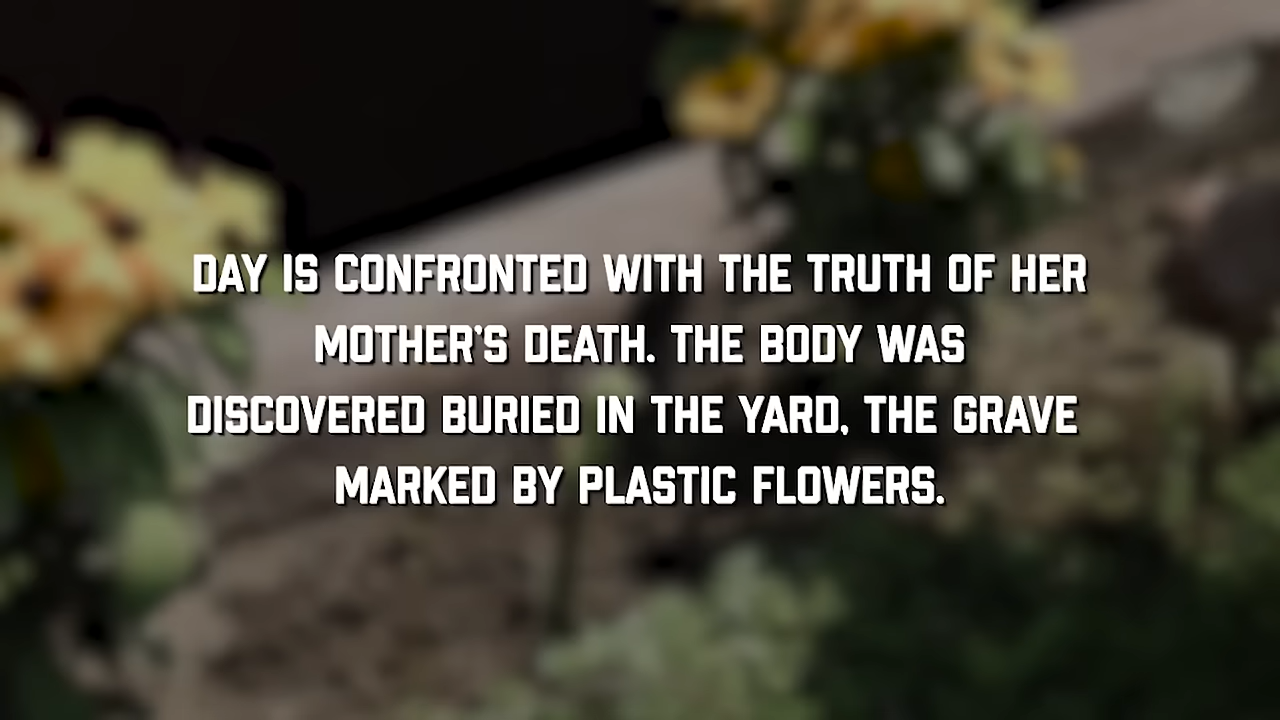 DAY IS CONFRONTED WITH THE TRUTH OF HER
MOTHER'S DEATH. THE BODY WAS
DISCOVERED BURIED IN THE YARD, THE GRAVE
MARKED BY PLASTIC FLOWERS.